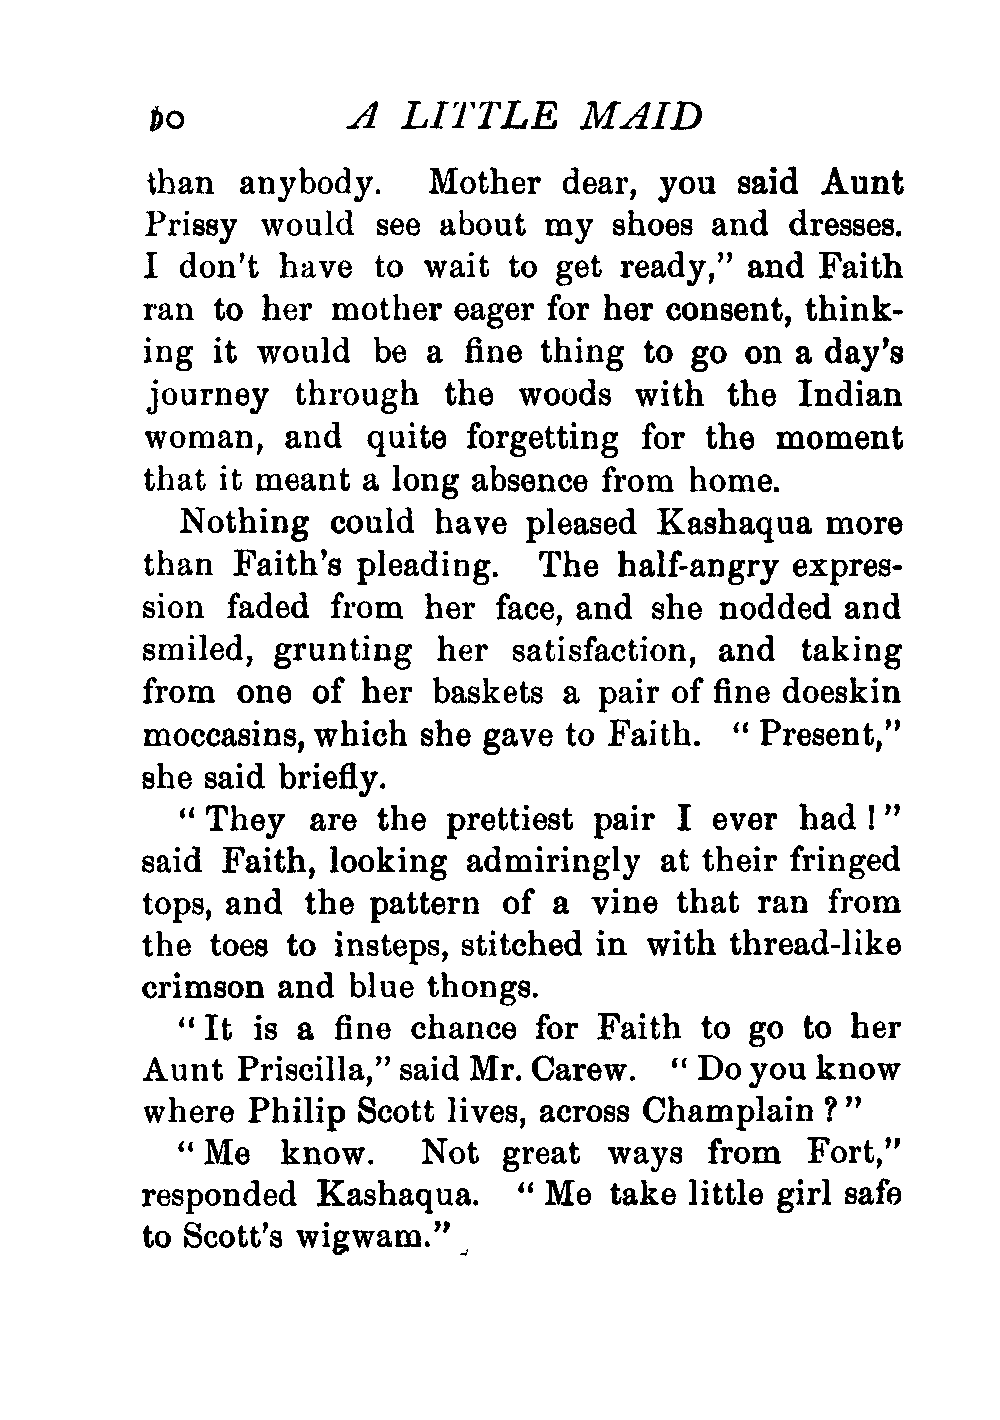 A LITTLE MAID
than anybody. Mother dear, you said Aunt
Prissy would see about my shoes and dresses.
I don't have to wait to get ready," and Faith
ran to her mother eager for her consent, think-
ing it would be a fine thing to go on a day's
journey through the woods with the Indian
woman, and quite forgetting for the moment
that it meant a long absence from home.
Nothing could have pleased Kashaqua more
than Faith's pleading. The half-angry expres-
sion faded from her face, and she nodded and
smiled, grunting her satisfaction, and taking
from one of her baskets a pair of fine doeskin
moccasins, which she gave to Faith. "Present,"
she said briefly.
"They are the prettiest pair I ever had!"
said Faith, looking admiringly at their fringed
tops, and the pattern of a vine that ran from
the toes to insteps, stitched in with thread-like
crimson and blue thongs.
"It is a fine chance for Faith to go to her
Aunt Priscilla," said Mr. Carew. "Do you know
where Philip Scott lives, across Champlain?"
"Me know. Not great ways from Fort,"
responded Kashaqua. "Me take little girl safe
to Scott's wigwam."